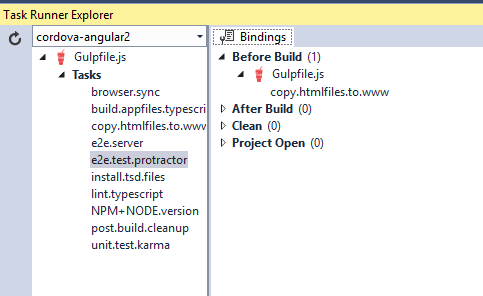 Task Runner Explorer
cordova-angular2
Gulpfile.js
Tasks
browser.sync
build.appfiles.typescri
copy.htmlfiles.to.www
e2e.server
e2e.test.protractor
install.tsd.files
lint.typescript
NPM+NODE.version
post.build.cleanup
unit.test.karma
Bindings
Before Build (1)
Gulpfile.js
copy.htmlfiles.to.www
After Build (0)
Clean (0)
Project Open (0)